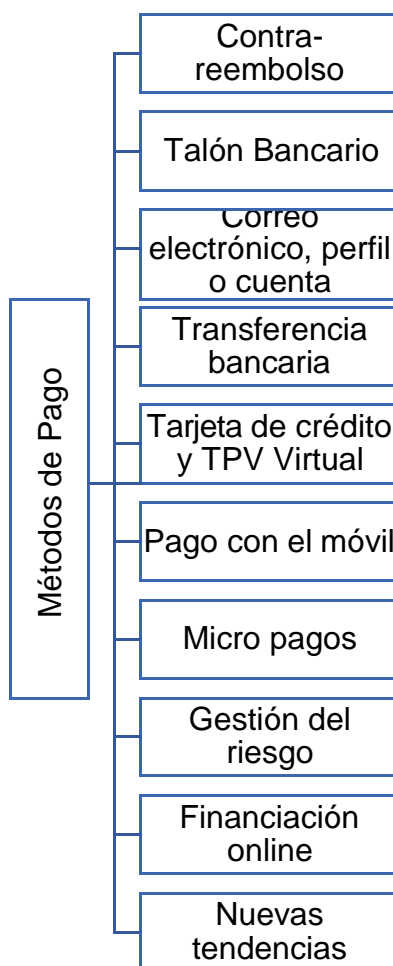 Métodos de Pago
Contra-
reembolso
Talón Bancario
Correo
electrónico, perfil
o cuenta
Transferencia
bancaria
Tarjeta de crédito
y TPV Virtual
Pago con el móvil
Micro pagos
Gestión del
riesgo
Financiación
online
Nuevas
tendencias